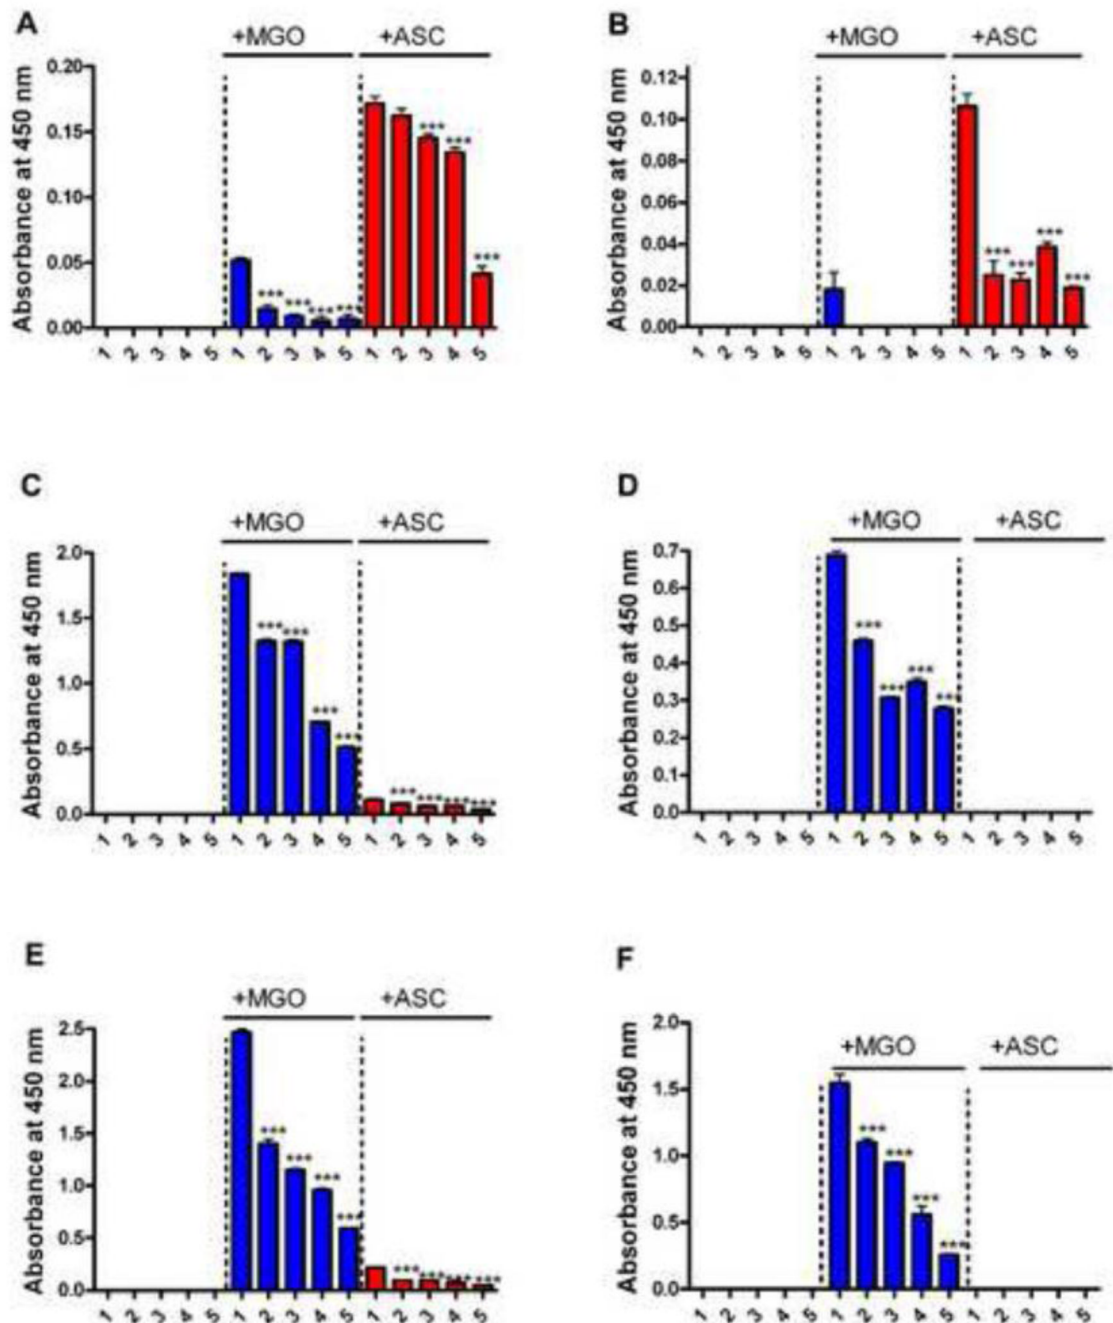 A
+MGO +ASC
Absorbance at 450 nm
0.20
0.15
0.10
0.05
0.00
*** *** *** *** *** *** ***
1 2 3 4 5 1 2 3 4 5 1 2 3 4 5
B
+MGO +ASC
Absorbance at 450 nm
0.12
0.10
0.08
0.06
0.04
0.02
0.00
*** *** *** ***
1 2 3 4 5 1 2 3 4 5 1 2 3 4 5
C
+MGO +ASC
Absorbance at 450 nm
2.0
1.5
1.0
0.5
0.0
*** *** *** *** *** *** *** ***
1 2 3 4 5 1 2 3 4 5 1 2 3 4 5
D
+MGO +ASC
Absorbance at 450 nm
0.7
0.6
0.5
0.4
0.3
0.2
0.1
0.0
*** *** *** ***
1 2 3 4 5 1 2 3 4 5 1 2 3 4 5
E
+MGO +ASC
Absorbance at 450 nm
2.5
2.0
1.5
1.0
0.5
0.0
*** *** *** *** *** *** *** ***
1 2 3 4 5 1 2 3 4 5 1 2 3 4 5
F
+MGO +ASC
Absorbance at 450 nm
2.0
1.5
1.0
0.5
0.0
*** *** *** ***
1 2 3 4 5 1 2 3 4 5 1 2 3 4 5